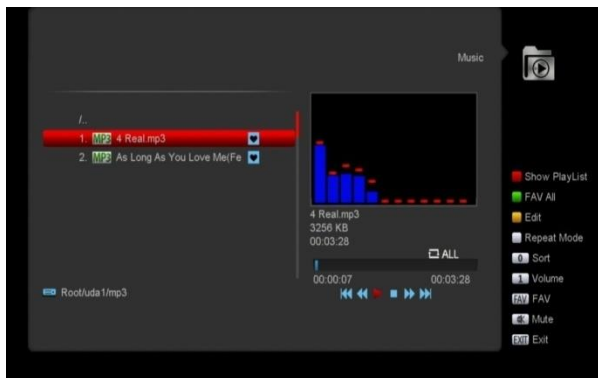 Music
/..
1. MP3 4 Real.mp3
2. MP3 As Long As You Love Me(Fe
4 Real.mp3
3256 KB
00:03:28
ALL
00:00:07 00:03:28
Root/uda1/mp3
Show PlayList
FAV All
Edit
Repeat Mode
0 Sort
1 Volume
FAV FAV
Mute
EXIT Exit